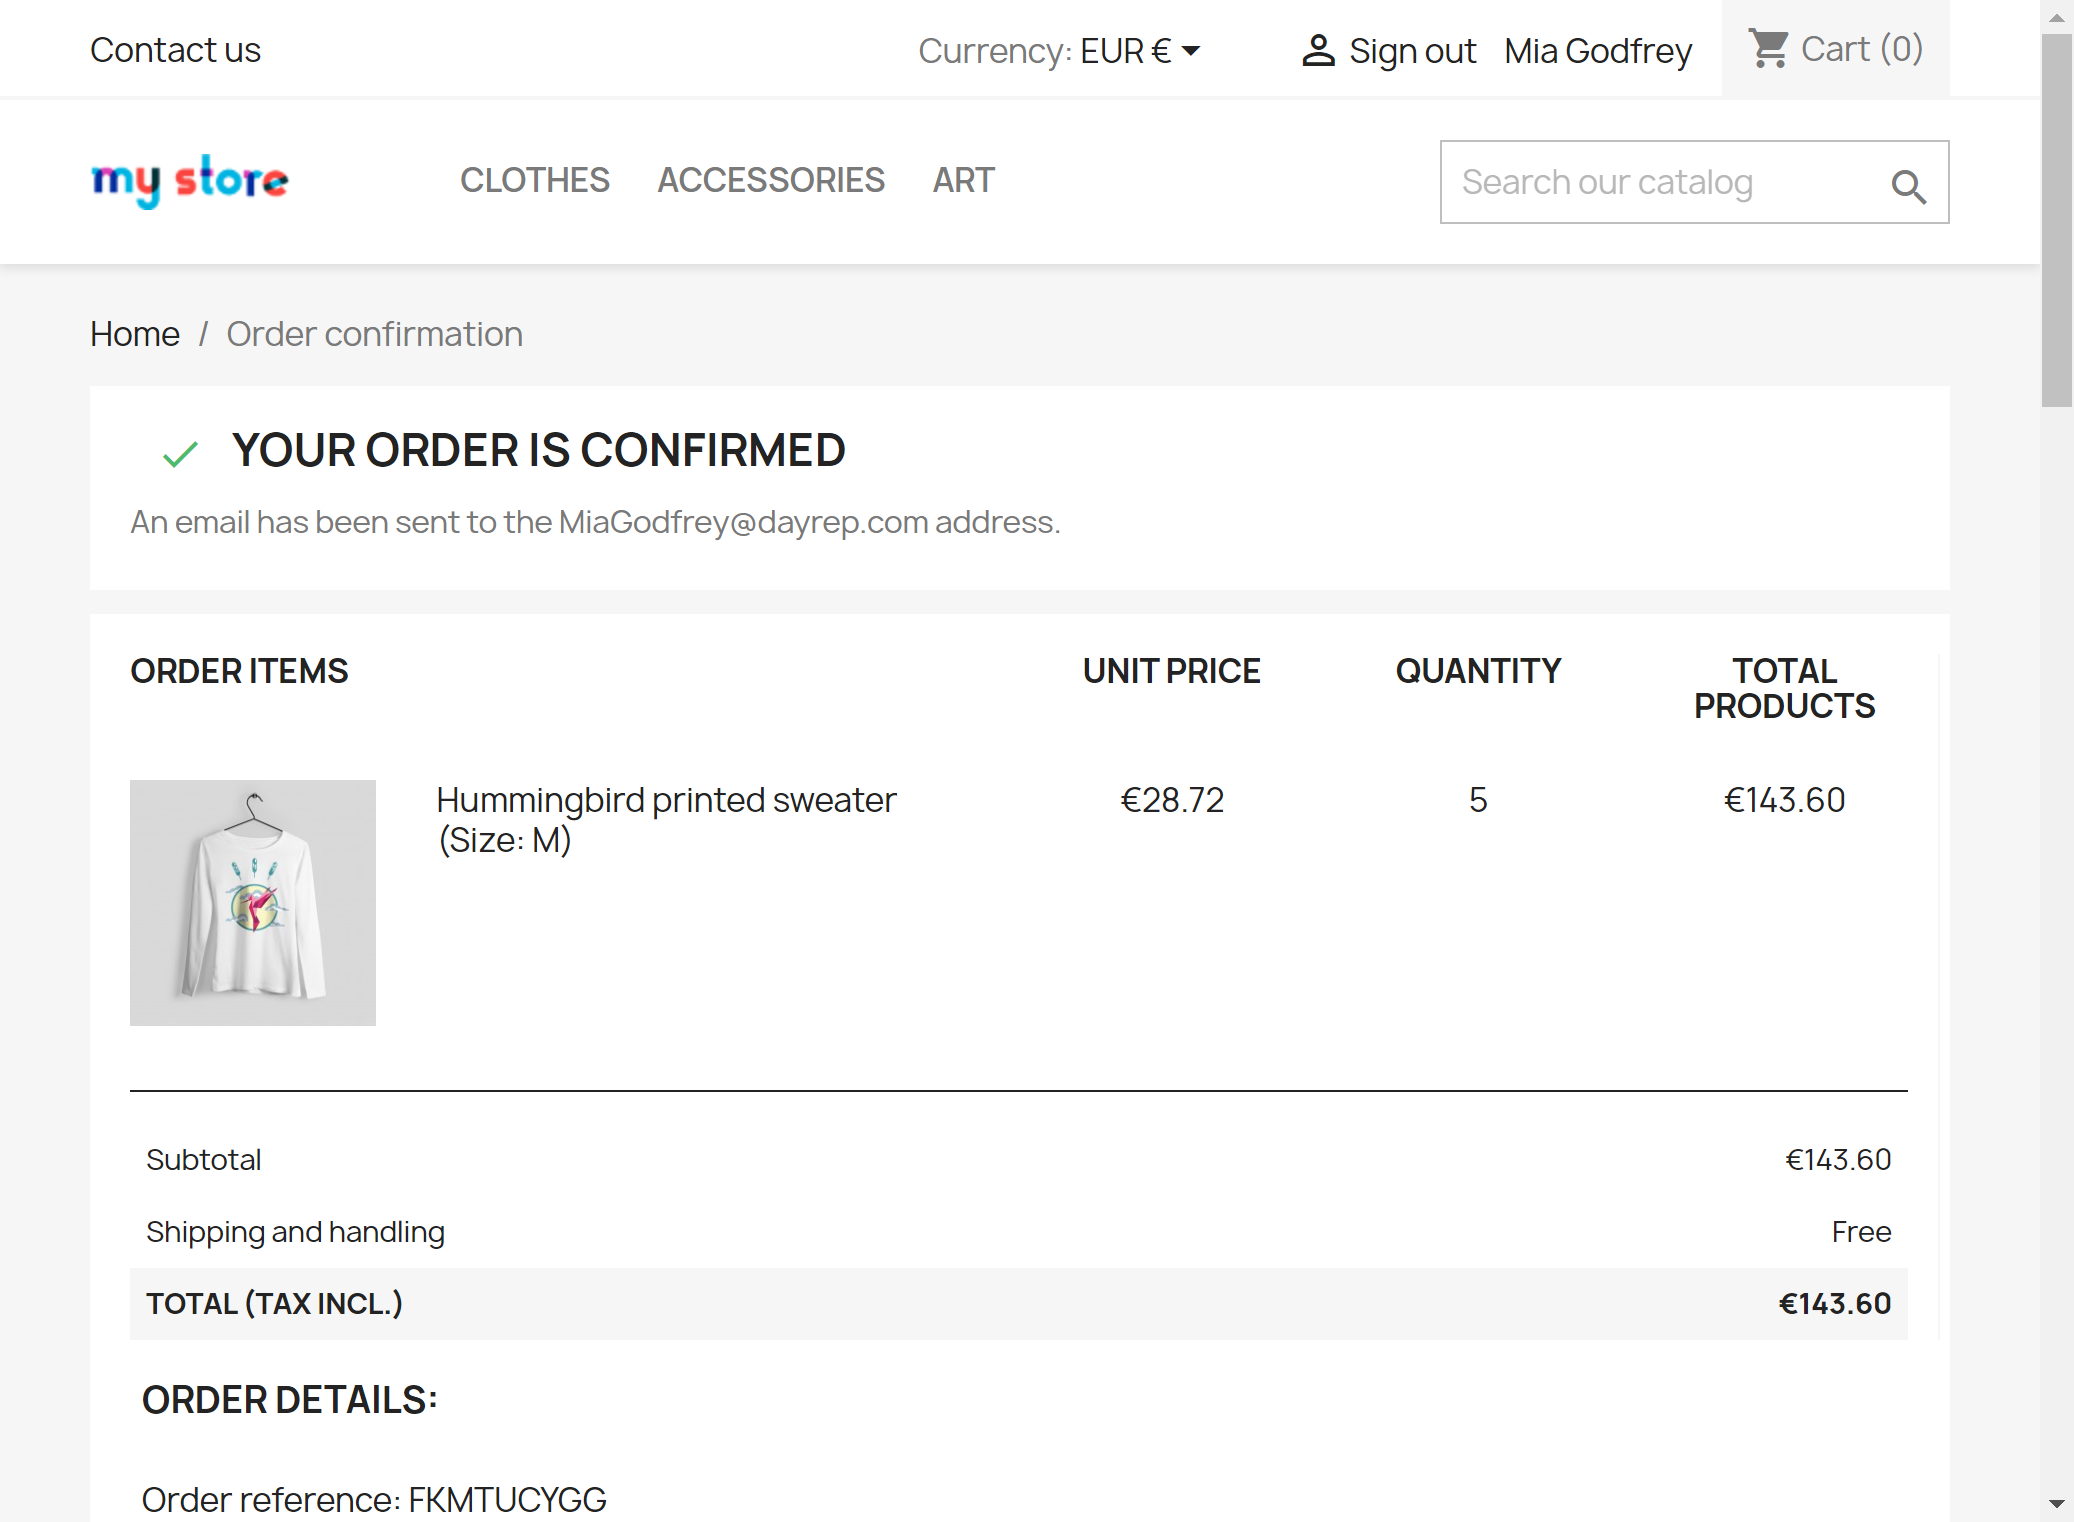 Contact us
Currency: EUR €
Sign out
Mia Godfrey
Cart (0)
my store
CLOTHES
ACCESSORIES
ART
Search our catalog
Home / Order confirmation
YOUR ORDER IS CONFIRMED
An email has been sent to the MiaGodfrey@dayrep.com address.
ORDER ITEMS
UNIT PRICE
QUANTITY
TOTAL
PRODUCTS
Hummingbird printed sweater
(Size: M)
€28.72
5
€143.60
Subtotal
€143.60
Shipping and handling
Free
TOTAL (TAX INCL.)
€143.60
ORDER DETAILS:
Order reference: FKMTUCYGG